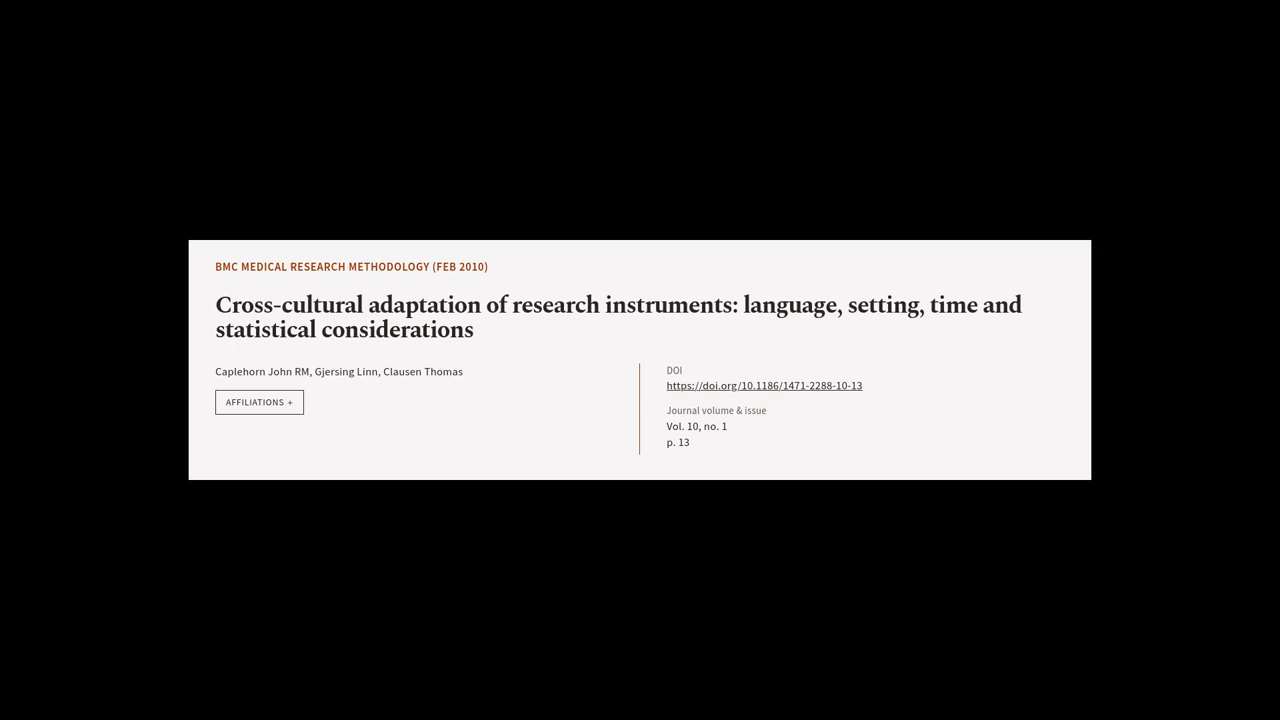 BMC MEDICAL RESEARCH METHODOLOGY (FEB 2010)
Cross-cultural adaptation of research instruments: language, setting, time and
statistical considerations
Caplehorn John RM, Gjersing Linn, Clausen Thomas
AFFILIATIONS +
DOI
https://doi.org/10.1186/1471-2288-10-13
Journal volume & issue
Vol. 10, no. 1
p. 13